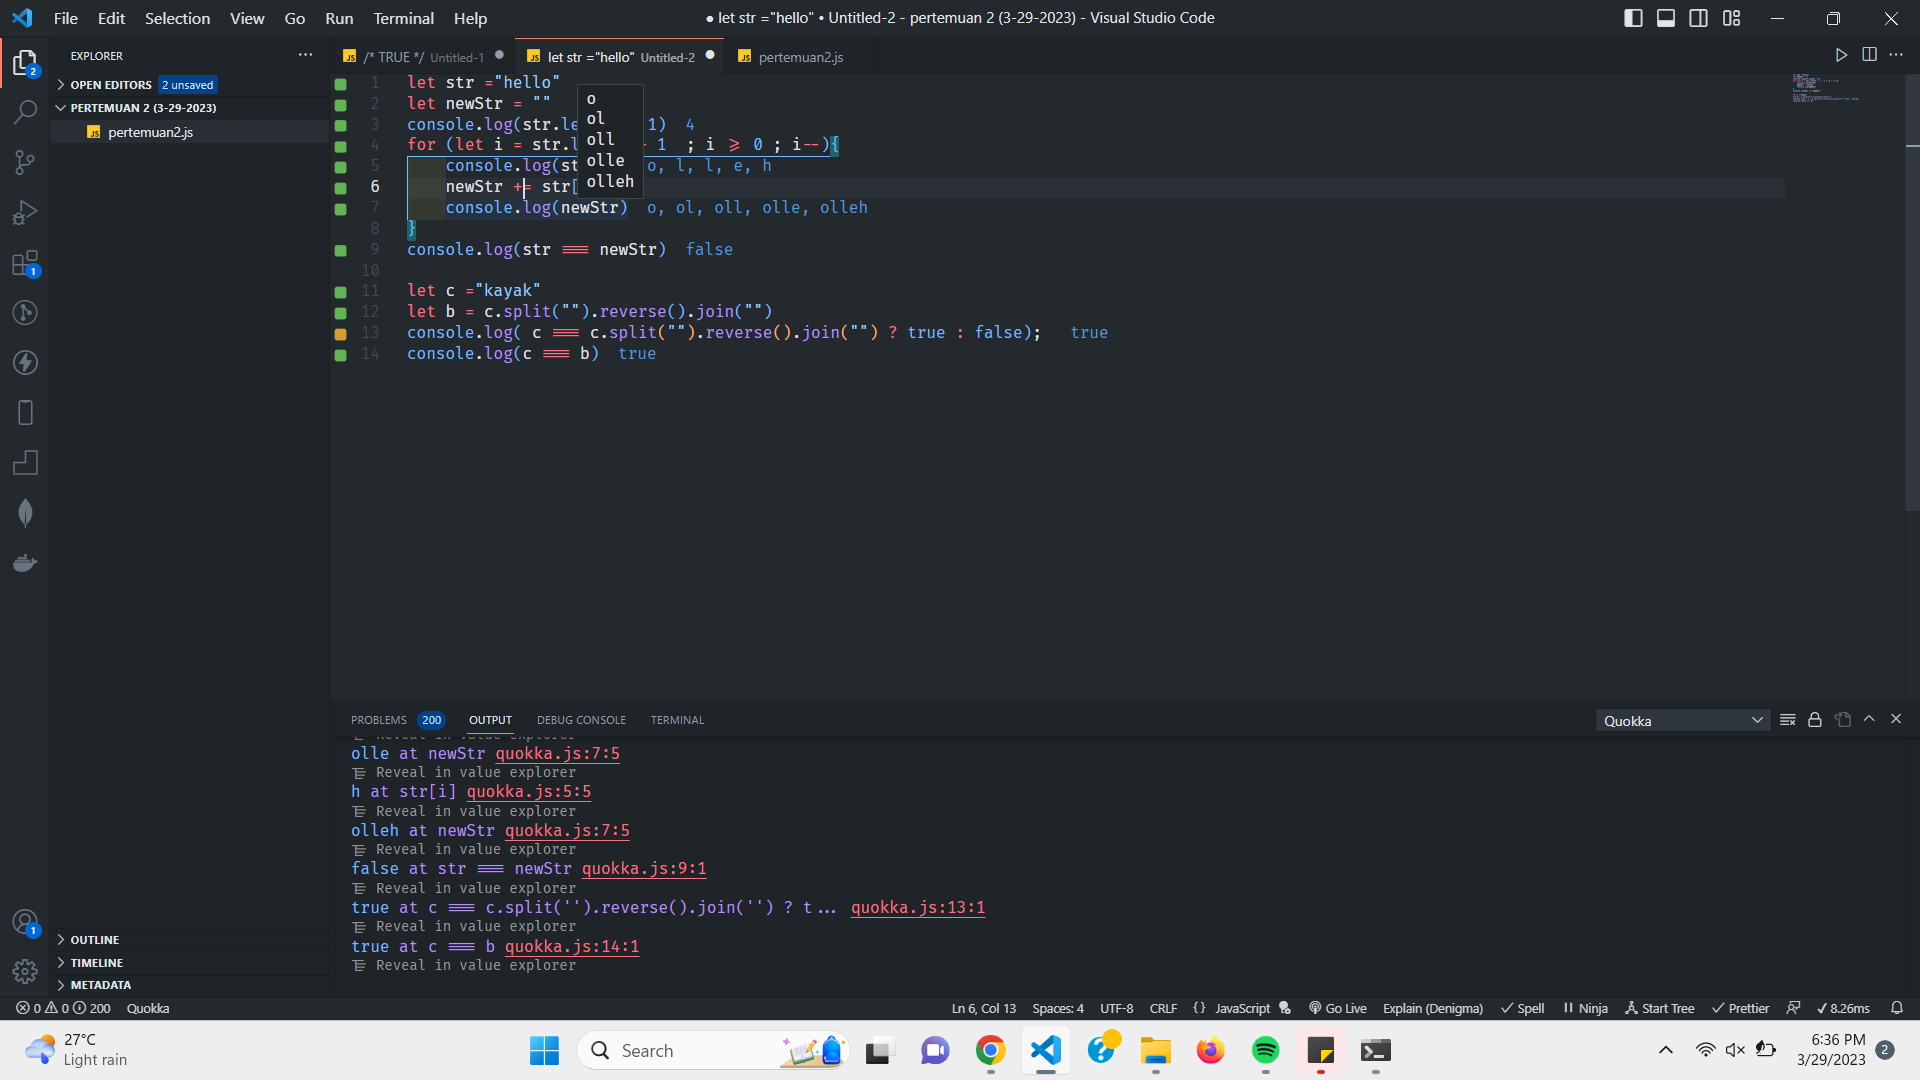 File Edit Selection View Go Run Terminal Help
● let str ="hello" • Untitled-2 - pertemuan 2 (3-29-2023) - Visual Studio Code
EXPLORER
/* TRUE */ Untitled-1
let str ="hello" Untitled-2
pertemuan2.js
OPEN EDITORS 2 unsaved
PERTEMUAN 2 (3-29-2023)
pertemuan2.js
1 let str ="hello"
2 let newStr = ""
3 console.log(str.le 1) 4
4 for (let i = str.l - 1 ; i >= 0 ; i--){
5 console.log(st o, l, l, e, h
6 newStr += str[
7 console.log(newStr) o, ol, oll, olle, olleh
8 }
9 console.log(str === newStr) false
10
11 let c ="kayak"
12 let b = c.split("").reverse().join("")
13 console.log( c === c.split("").reverse().join("") ? true : false); true
14 console.log(c === b) true
o
ol
oll
olle
olleh
2
1
1
PROBLEMS 200 OUTPUT DEBUG CONSOLE TERMINAL
Quokka
Reveal in value explorer
olle at newStr quokka.js:7:5
Reveal in value explorer
h at str[i] quokka.js:5:5
Reveal in value explorer
olleh at newStr quokka.js:7:5
Reveal in value explorer
false at str === newStr quokka.js:9:1
Reveal in value explorer
true at c === c.split('').reverse().join('') ? t... quokka.js:13:1
Reveal in value explorer
true at c === b quokka.js:14:1
Reveal in value explorer
OUTLINE
TIMELINE
METADATA
0 0 200 Quokka
Ln 6, Col 13 Spaces: 4 UTF-8 CRLF {} JavaScript Go Live Explain (Denigma) ✓ Spell Ninja Start Tree ✓ Prettier ✓ 8.26ms
27°C
Light rain
Search
6:36 PM
3/29/2023
2